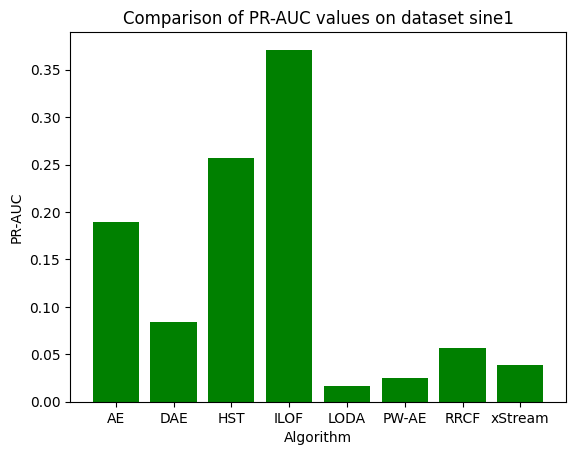 Comparison of PR-AUC values on dataset sine1
PR-AUC
0.35
0.30
0.25
0.20
0.15
0.10
0.05
0.00
AE DAE HST ILOF LODA PW-AE RRCF xStream
Algorithm